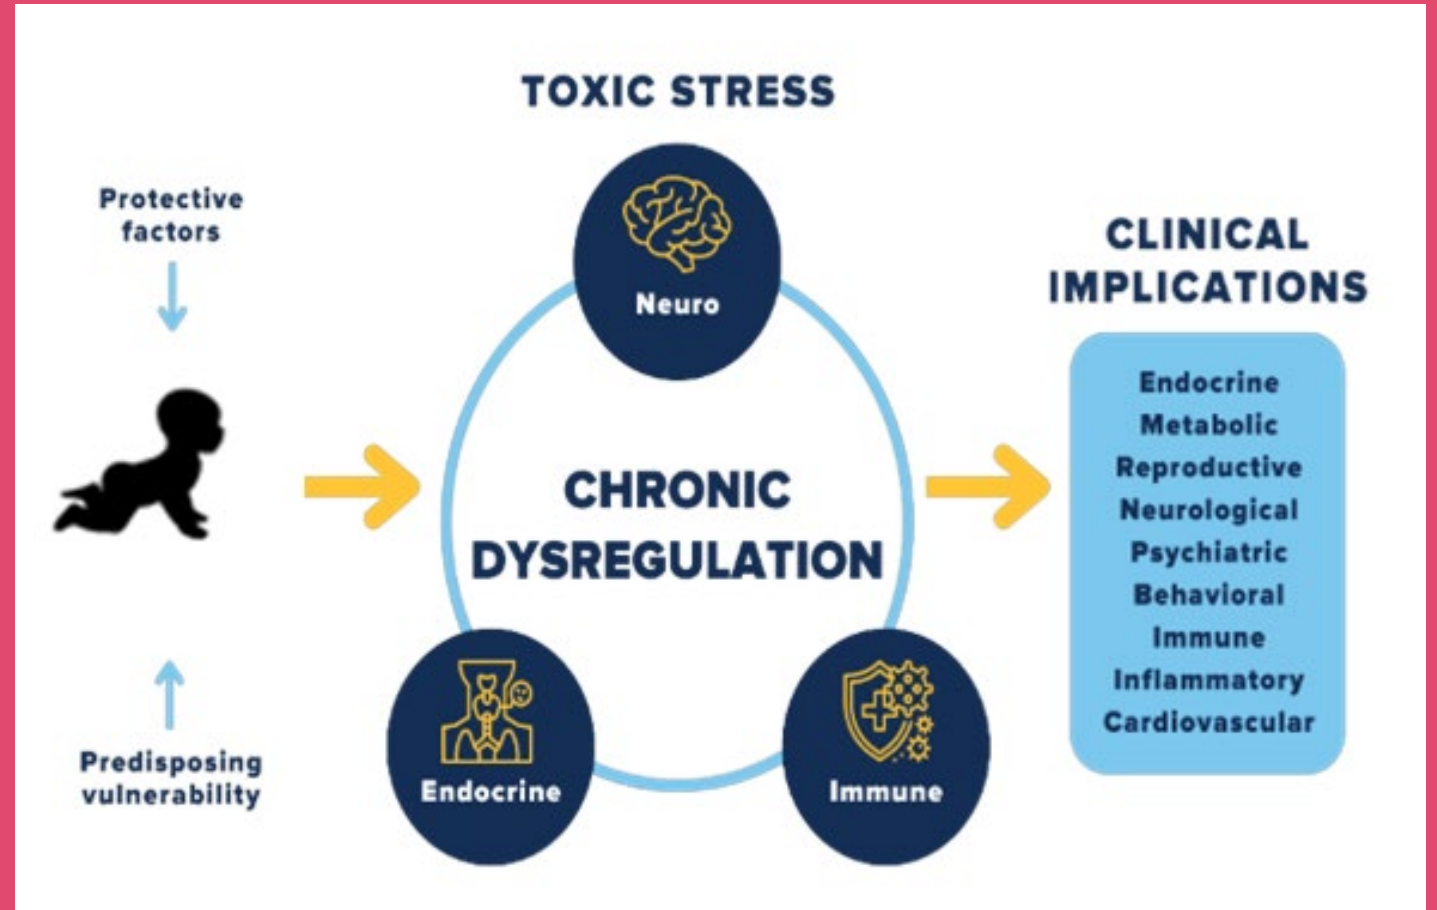 TOXIC STRESS
Protective
factors
Predisposing
vulnerability
Neuro
CHRONIC
DYSREGULATION
Endocrine
Immune
CLINICAL
IMPLICATIONS
Endocrine
Metabolic
Reproductive
Neurological
Psychiatric
Behavioral
Immune
Inflammatory
Cardiovascular